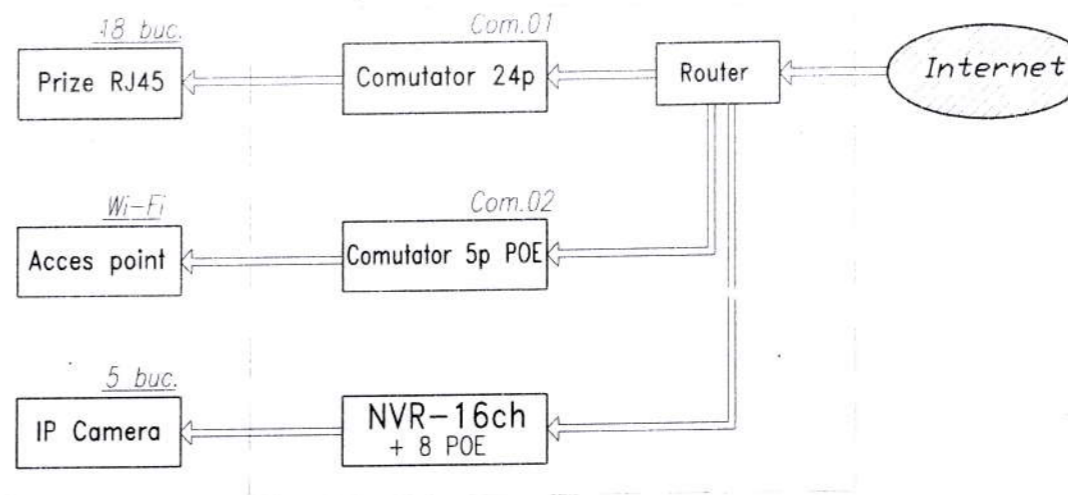 18 buc.
Com.01
Prize RJ45
Comutator 24p
Router
Internet
Wi-Fi
Com.02
Acces point
Comutator 5p POE
5 buc.
IP Camera
NVR-16ch
+ 8 POE